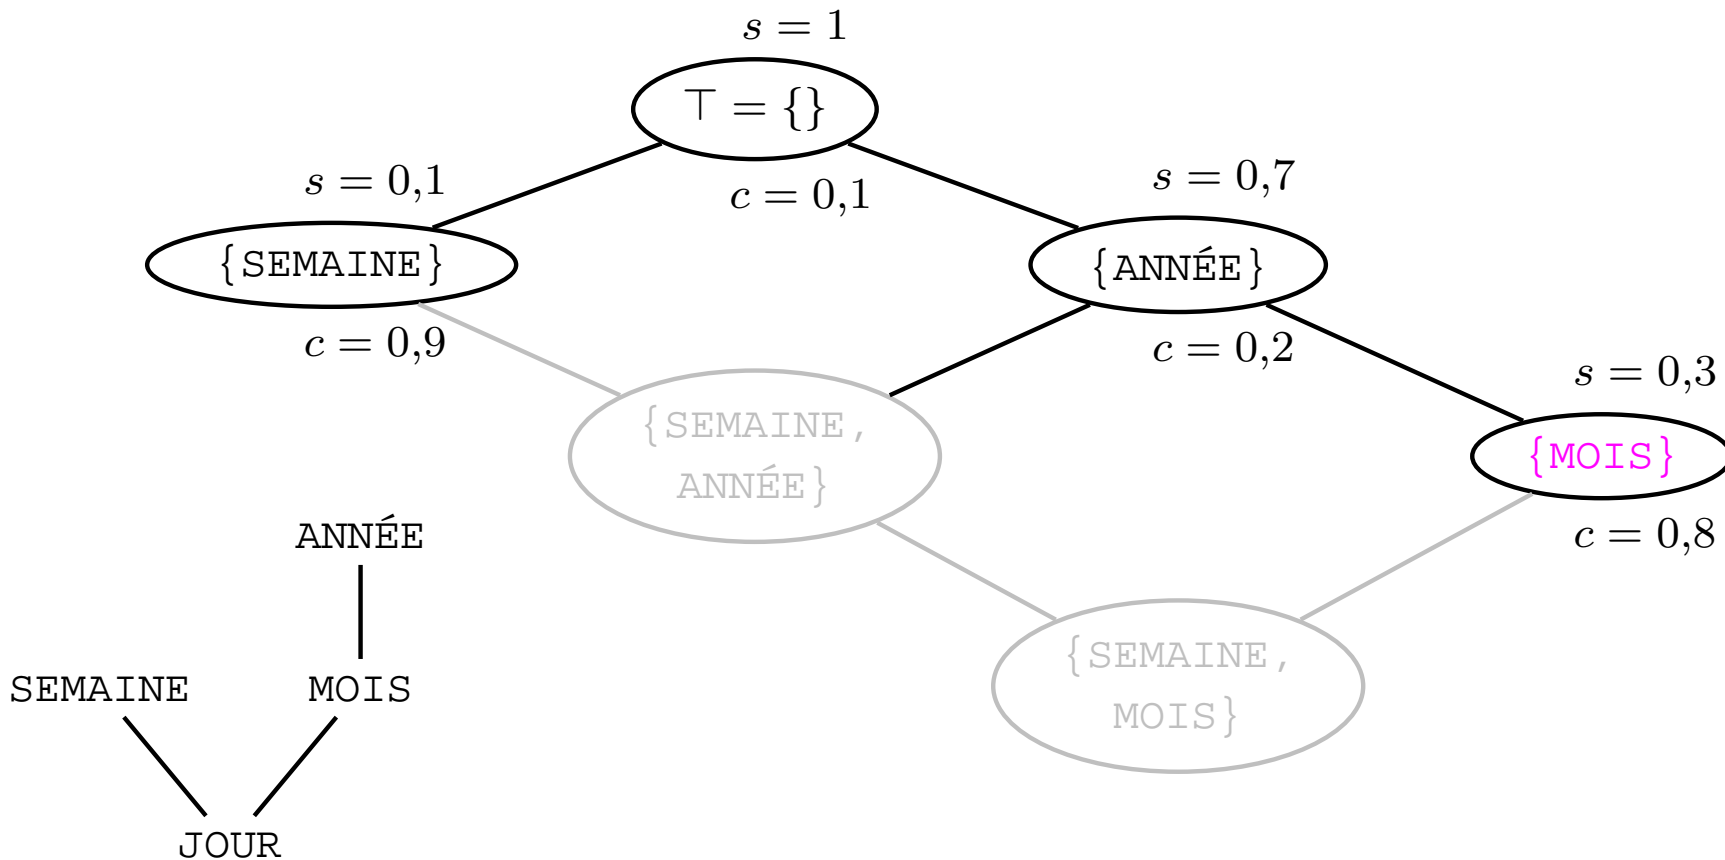 s = 1
⊤ = {}
c = 0,1
s = 0,1
{SEMAINE}
c = 0,9
s = 0,7
{ANNÉE}
c = 0,2
s = 0,3
{MOIS}
c = 0,8
{SEMAINE,
ANNÉE}
{SEMAINE,
MOIS}
ANNÉE
SEMAINE
MOIS
JOUR